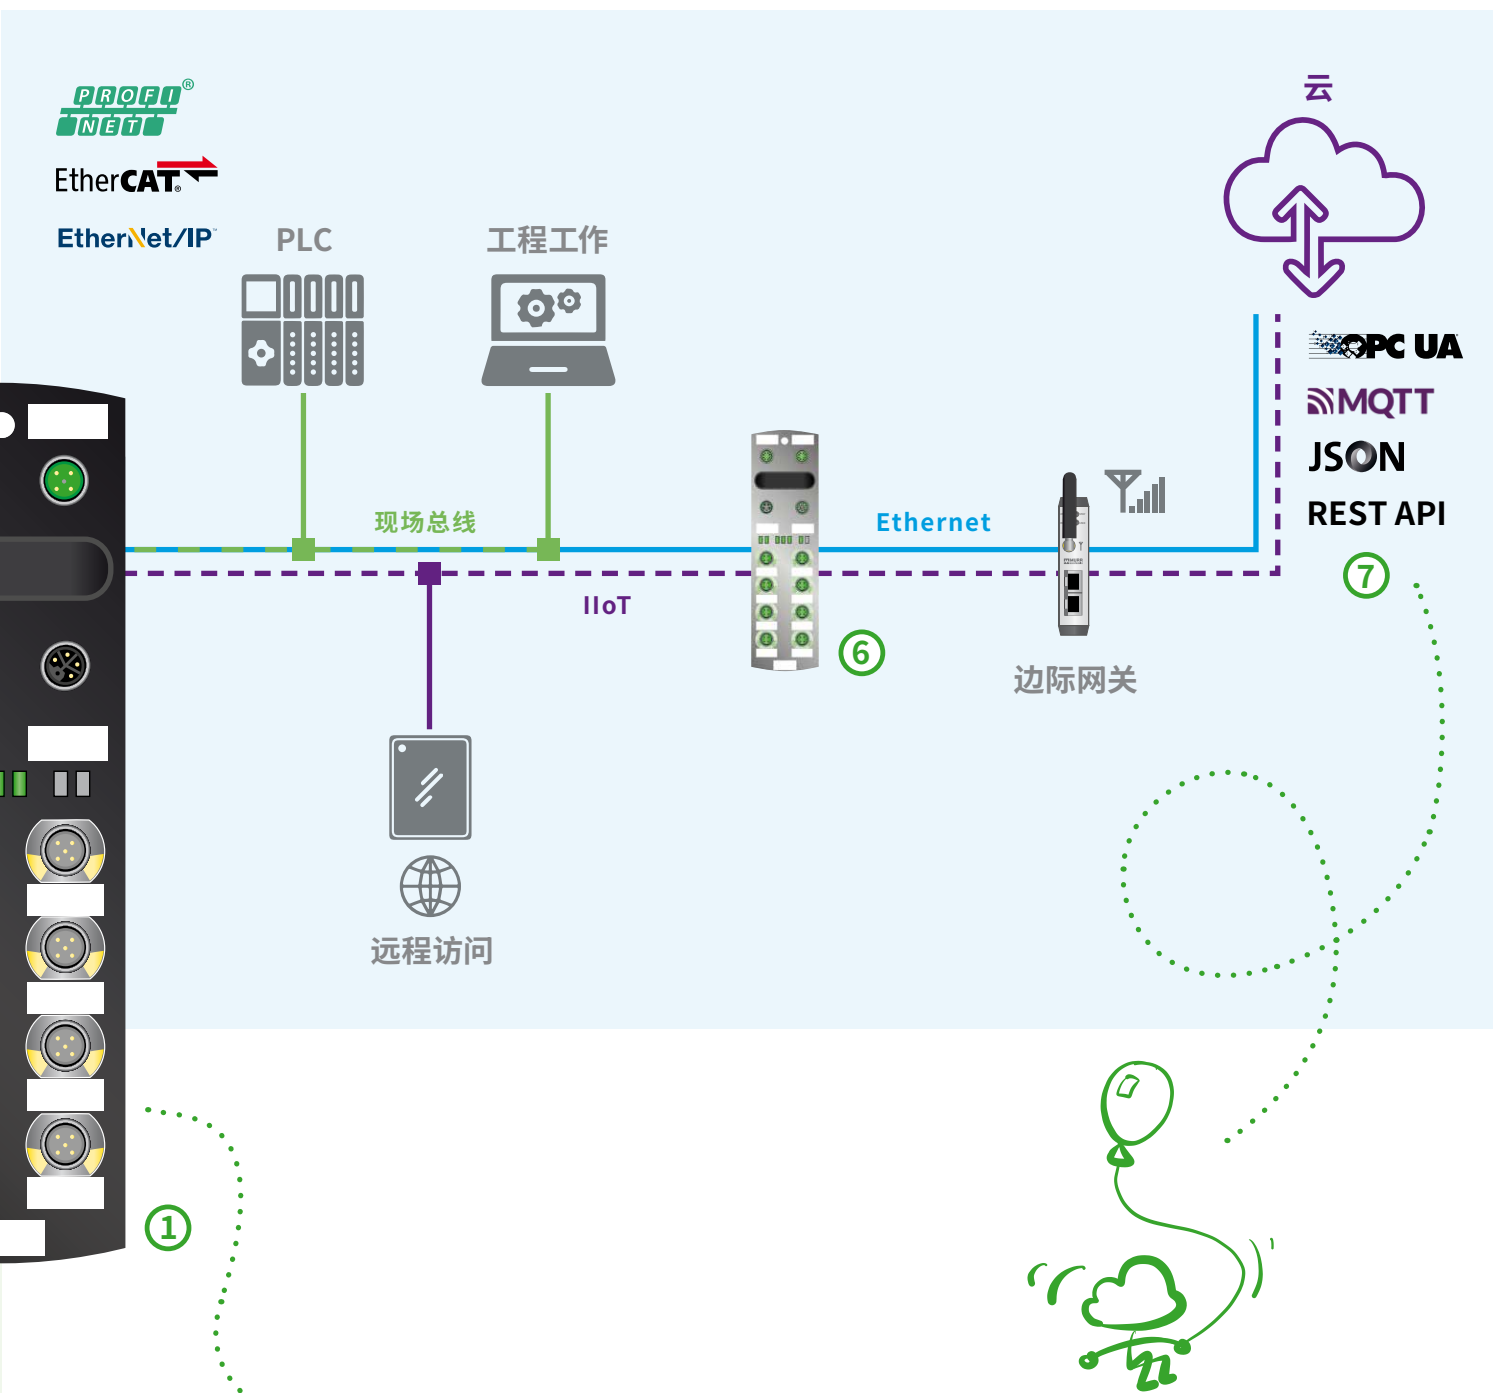 PROFI®
NET
EtherCAT®
EtherNet/IP™
PLC
工程工作
云
OPC UA
MQTT
JSON
REST API
7
现场总线
Ethernet
IIoT
6
边际网关
远程访问
1